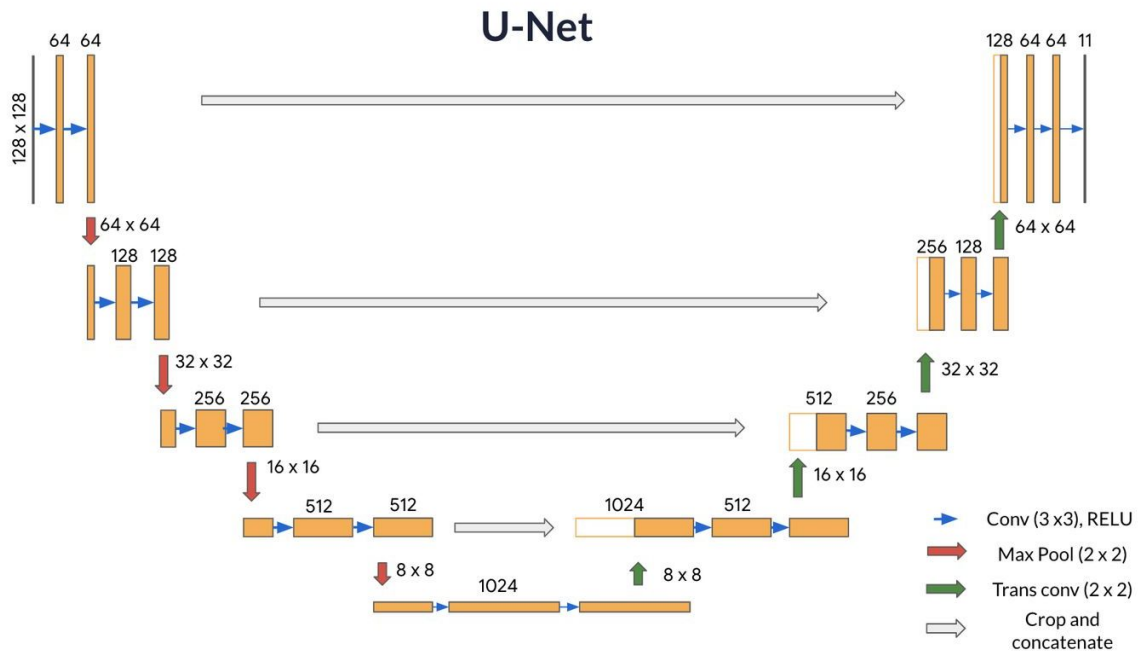 U-Net
64 64
128 x 128
128 64 64 11
64 x 64
64 x 64
128 128
256 128
32 x 32
32 x 32
256 256
512 256
16 x 16
16 x 16
512 512
1024 512
8 x 8
8 x 8
1024
Conv (3 x3), RELU
Max Pool (2 x 2)
Trans conv (2 x 2)
Crop and
concatenate